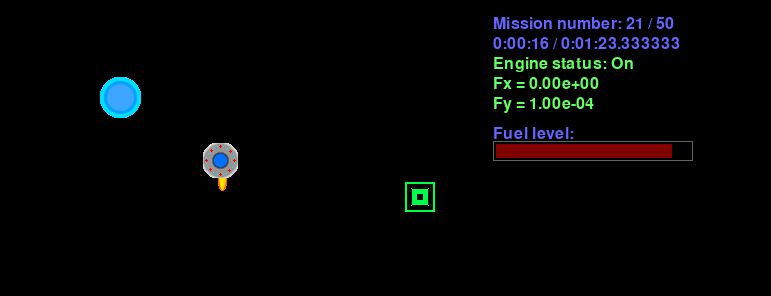 Mission number: 21 / 50
0:00:16 / 0:01:23.333333
Engine status: On
Fx = 0.00e+00
Fy = 1.00e-04
Fuel level: